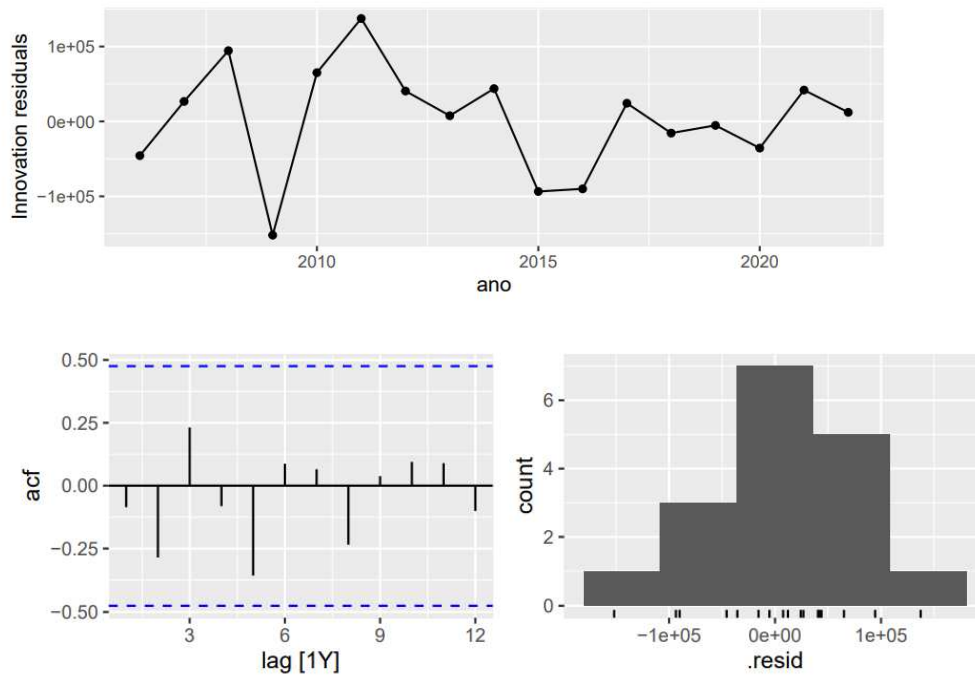 Innovation residuals
1e+05
0e+00
−1e+05
2010 2015 2020
ano
acf
0.50
0.25
0.00
−0.25
−0.50
3 6 9 12
lag [1Y]
count
6
4
2
0
−1e+05 0e+00 1e+05
.resid